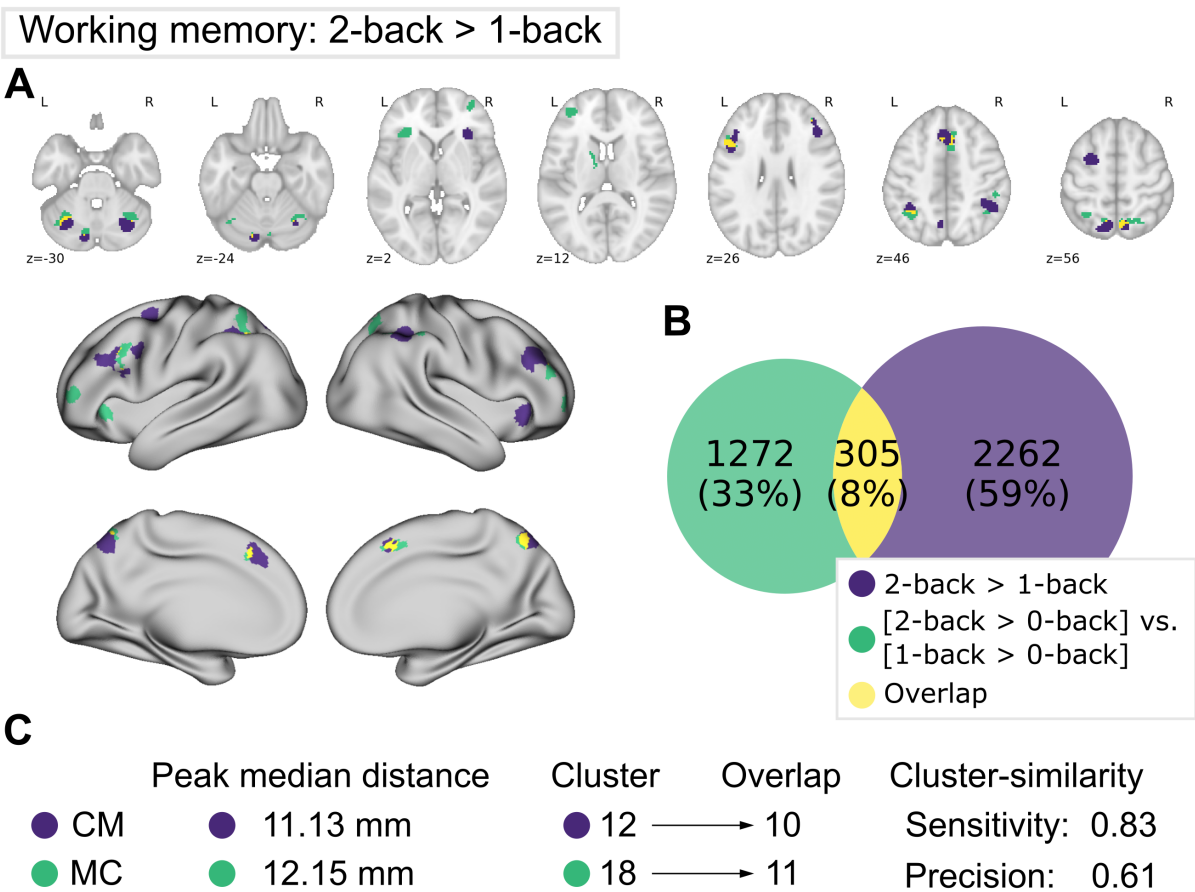 Working memory: 2-back > 1-back
A
L R L R L R L R L R L R L R
z=-30 z=-24 z=2 z=12 z=26 z=46 z=56
B
1272 305 2262
(33%) (8%) (59%)
2-back > 1-back
[2-back > 0-back] vs.
[1-back > 0-back]
Overlap
C
Peak median distance Cluster Overlap Cluster-similarity
CM 11.13 mm 12 10 Sensitivity: 0.83
MC 12.15 mm 18 11 Precision: 0.61